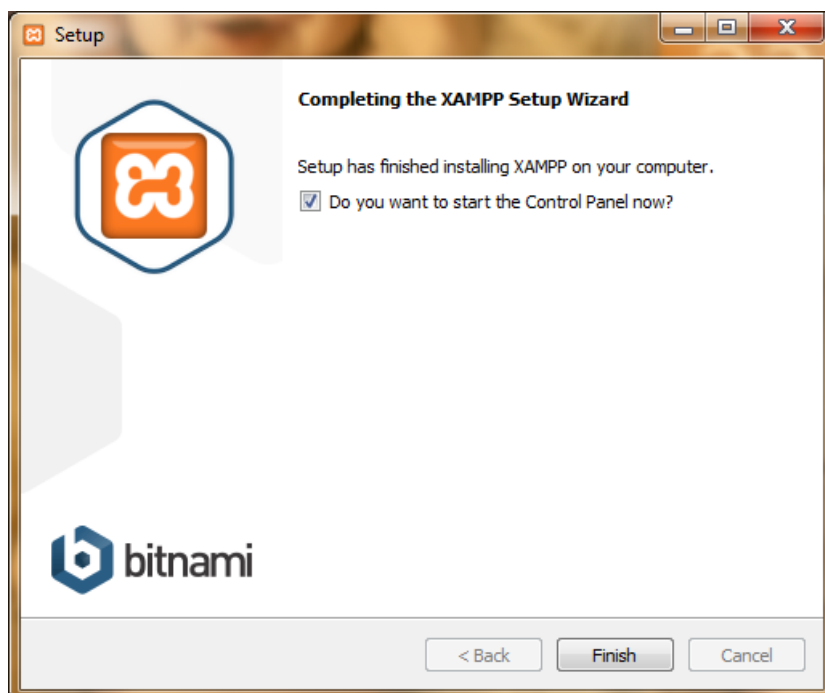 Setup
Completing the XAMPP Setup Wizard
Setup has finished installing XAMPP on your computer.
Do you want to start the Control Panel now?
bitnami
< Back
Finish
Cancel